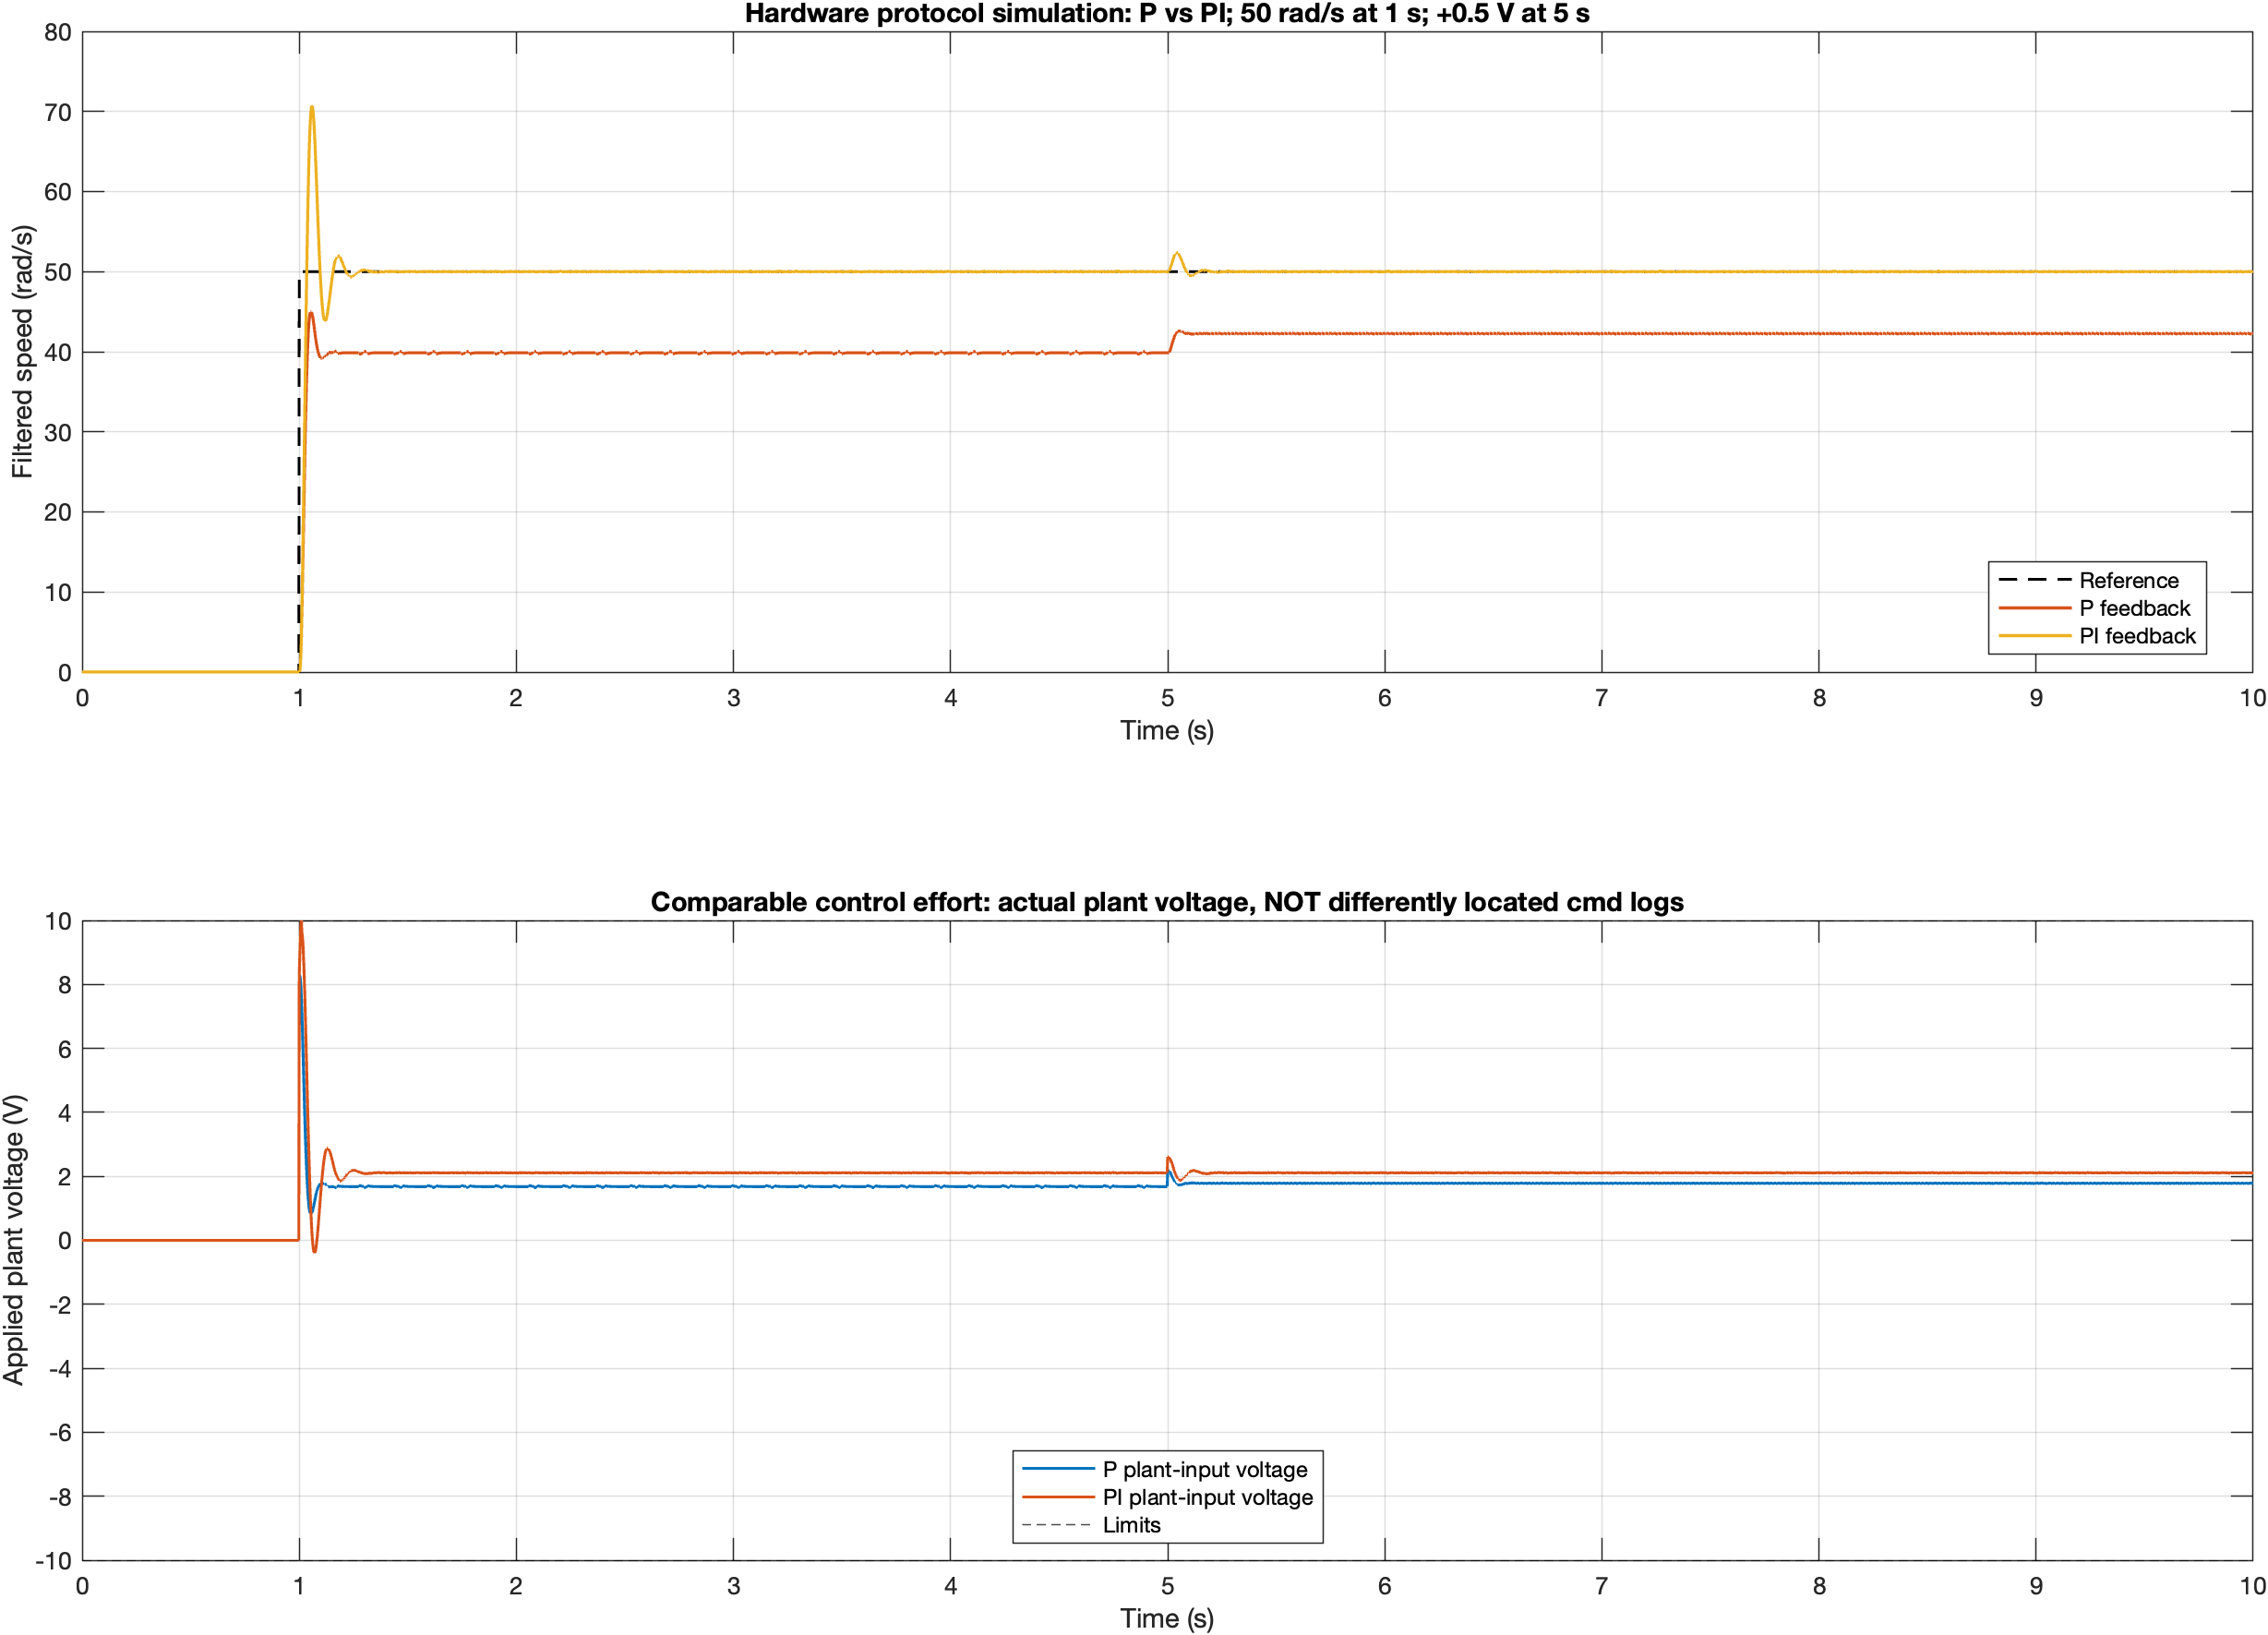 Hardware protocol simulation: P vs PI; 50 rad/s at 1 s; +0.5 V at 5 s
80
70
60
50
40
30
20
10
0
Filtered speed (rad/s)
Reference
P feedback
PI feedback
0 1 2 3 4 5 6 7 8 9 10
Time (s)
Comparable control effort: actual plant voltage, NOT differently located cmd logs
10
8
6
4
2
0
-2
-4
-6
-8
-10
Applied plant voltage (V)
P plant-input voltage
PI plant-input voltage
Limits
0 1 2 3 4 5 6 7 8 9 10
Time (s)